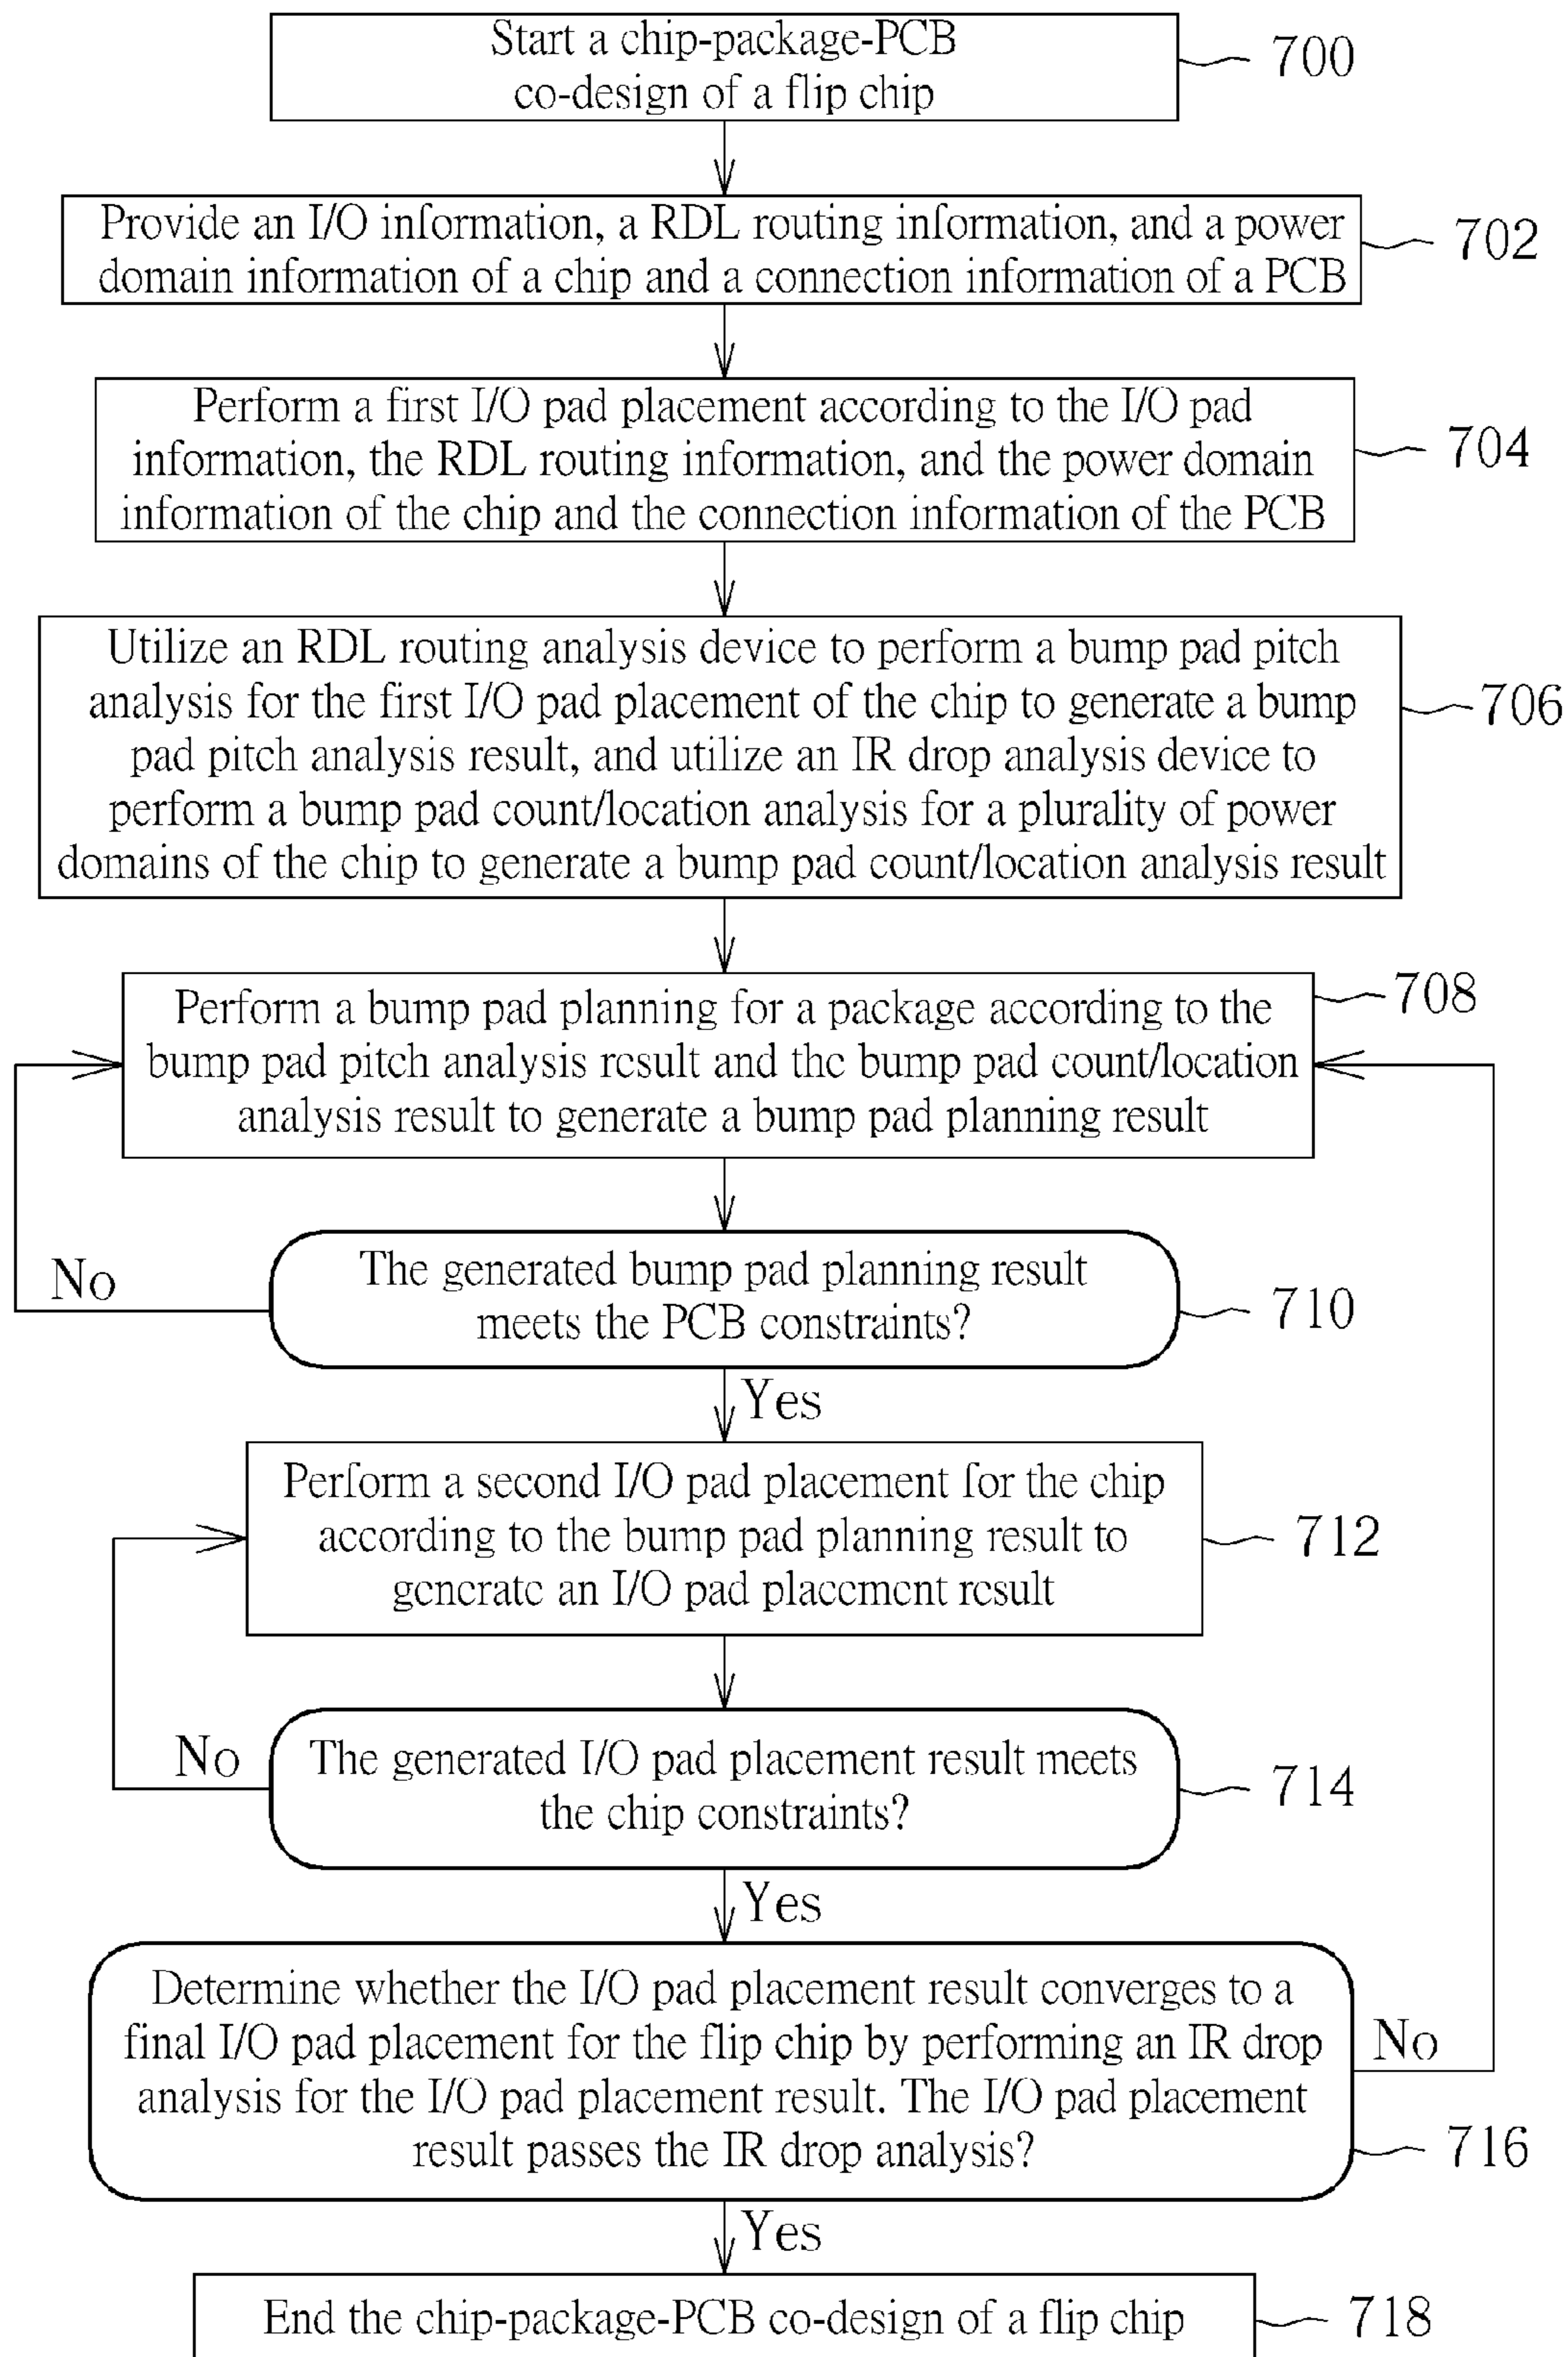 Start a chip-package-PCB
co-design of a flip chip
700
Provide an I/O information, a RDL routing information, and a power
domain information of a chip and a connection information of a PCB
702
Perform a first I/O pad placement according to the I/O pad
information, the RDL routing information, and the power domain
information of the chip and the connection information of the PCB
704
Utilize an RDL routing analysis device to perform a bump pad pitch
analysis for the first I/O pad placement of the chip to generate a bump
pad pitch analysis result, and utilize an IR drop analysis device to
perform a bump pad count/location analysis for a plurality of power
domains of the chip to generate a bump pad count/location analysis result
706
Perform a bump pad planning for a package according to the
bump pad pitch analysis result and the bump pad count/location
analysis result to generate a bump pad planning result
708
The generated bump pad planning result
meets the PCB constraints?
710
No
Yes
Perform a second I/O pad placement for the chip
according to the bump pad planning result to
generate an I/O pad placement result
712
The generated I/O pad placement result meets
the chip constraints?
714
No
Yes
Determine whether the I/O pad placement result converges to a
final I/O pad placement for the flip chip by performing an IR drop
analysis for the I/O pad placement result. The I/O pad placement
result passes the IR drop analysis?
716
No
Yes
End the chip-package-PCB co-design of a flip chip
718